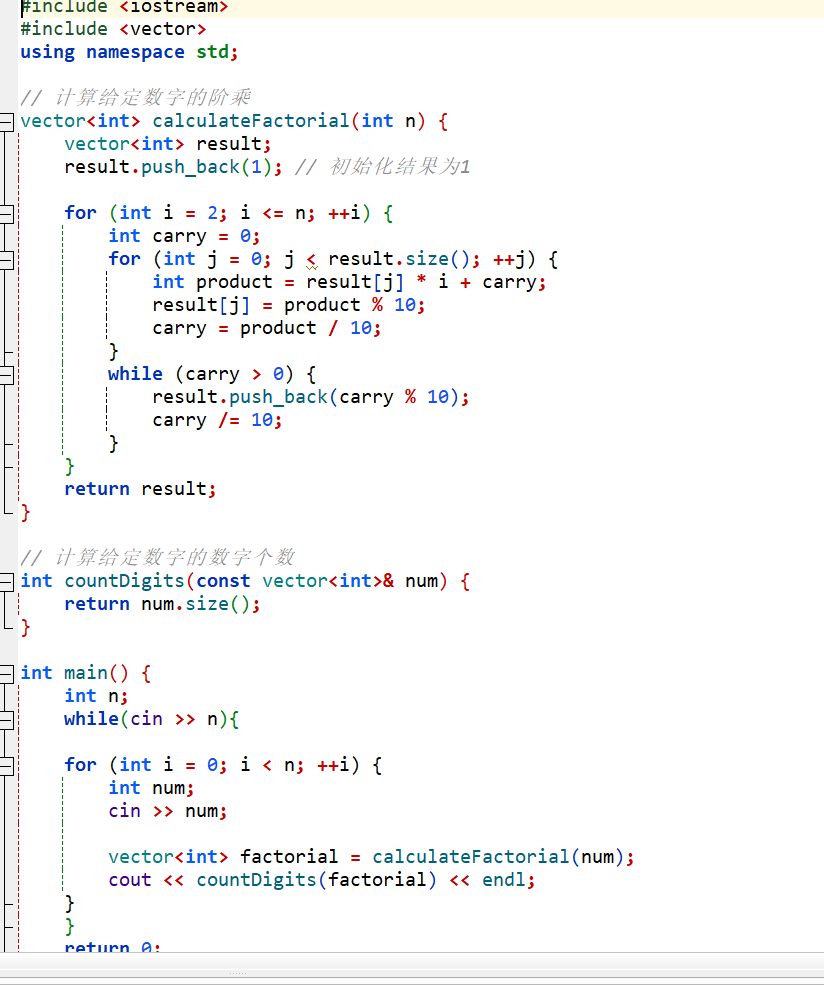 #include <iostream>
#include <vector>
using namespace std;
// 计算给定数字的阶乘
vector<int> calculateFactorial(int n) {
vector<int> result;
result.push_back(1); // 初始化结果为1
for (int i = 2; i <= n; ++i) {
int carry = 0;
for (int j = 0; j < result.size(); ++j) {
int product = result[j] * i + carry;
result[j] = product % 10;
carry = product / 10;
}
while (carry > 0) {
result.push_back(carry % 10);
carry /= 10;
}
}
return result;
}
// 计算给定数字的数字个数
int countDigits(const vector<int>& num) {
return num.size();
}
int main() {
int n;
while(cin >> n){
for (int i = 0; i < n; ++i) {
int num;
cin >> num;
vector<int> factorial = calculateFactorial(num);
cout << countDigits(factorial) << endl;
}
}
return 0;